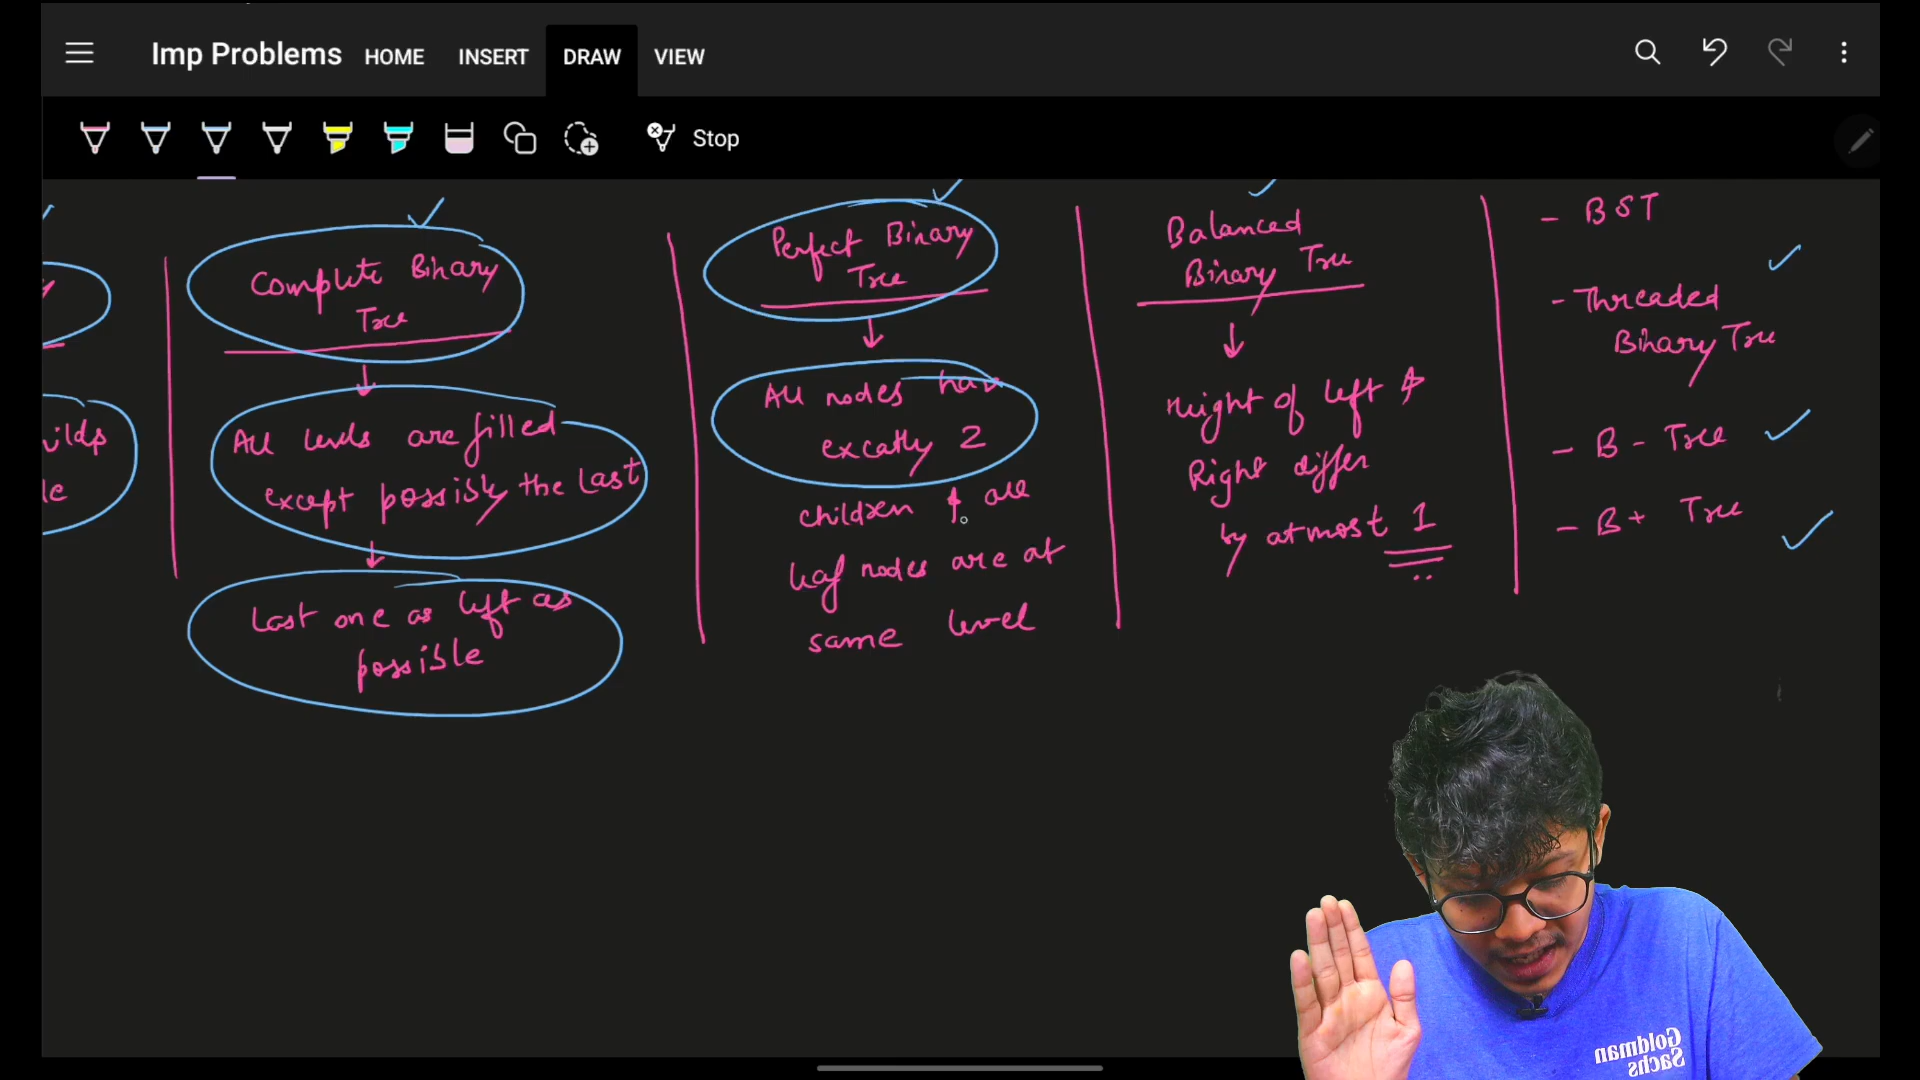 Imp Problems HOME INSERT DRAW VIEW
Stop
Complete Binary
Tree
All levels are filled
except possibly the last
Last one as left as
possible
Perfect Binary
Tree
All nodes have
excatly 2
children & all
leaf nodes are at
same level
Balanced
Binary Tree
Height of left &
Right differ
by atmost 1
- BST
- Threaded
Binary Tree
- B - Tree
- B+ Tree
Goldman
Sachs